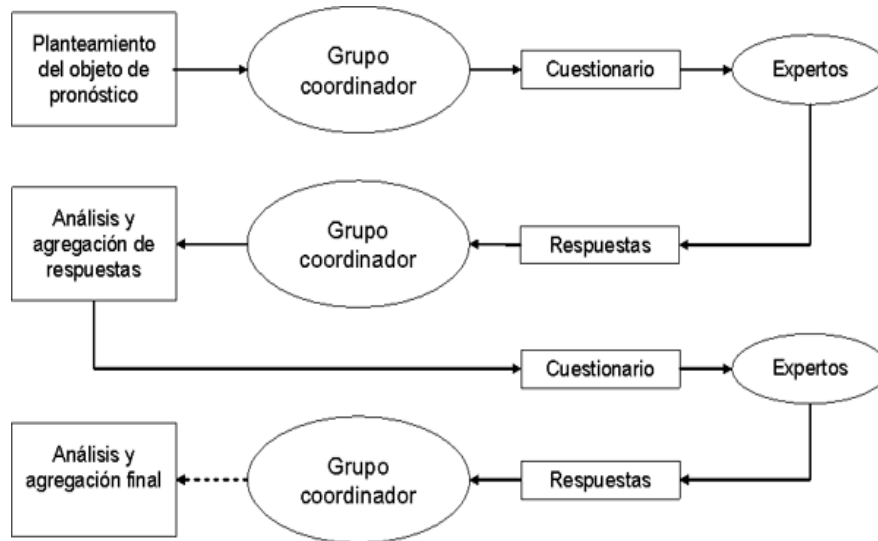 Planteamiento
del objeto de
pronóstico
Grupo
coordinador
Cuestionario
Expertos
Análisis y
agregación de
respuestas
Grupo
coordinador
Respuestas
Cuestionario
Expertos
Análisis y
agregación final
Grupo
coordinador
Respuestas